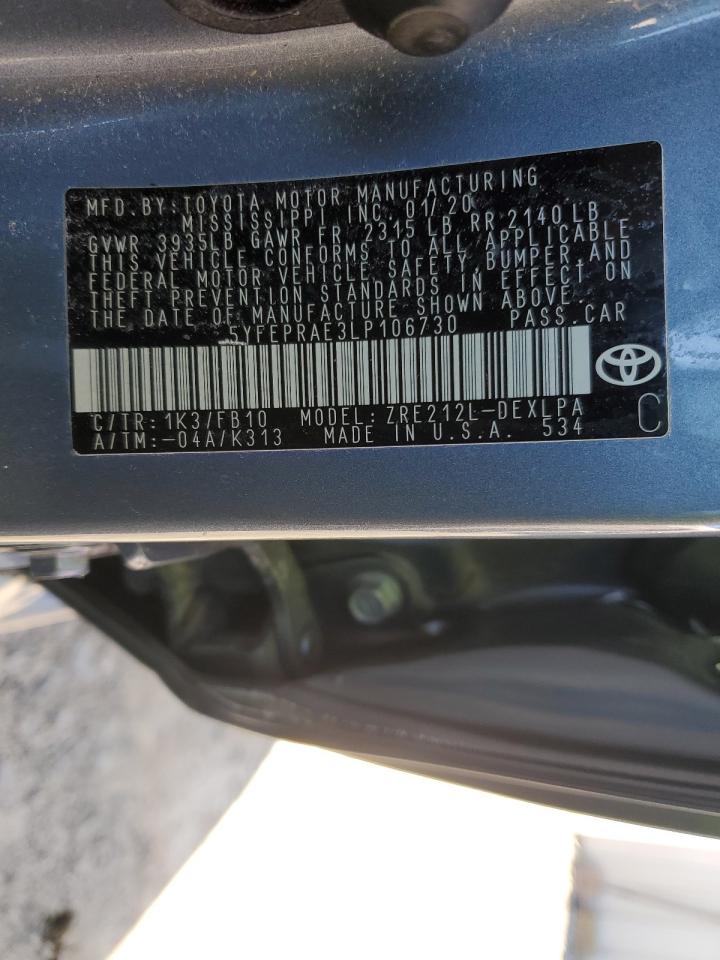 MFD. BY: TOYOTA MOTOR MANUFACTURING
MISSISSIPPI INC. 01/20
GVWR 3935LB GAWR FR 2315 LB RR 2140 LB
THIS VEHICLE CONFORMS TO ALL APPLICABLE
FEDERAL MOTOR VEHICLE SAFETY, BUMPER, AND
THEFT PREVENTION STANDARDS IN EFFECT ON
THE DATE OF MANUFACTURE SHOWN ABOVE.
5YFEPRAE3LP106730 PASS. CAR
C/TR: 1K3/FB10 MODEL: ZRE212L-DEXLPA
A/TM: -04A/K313 MADE IN U.S.A. 534 C